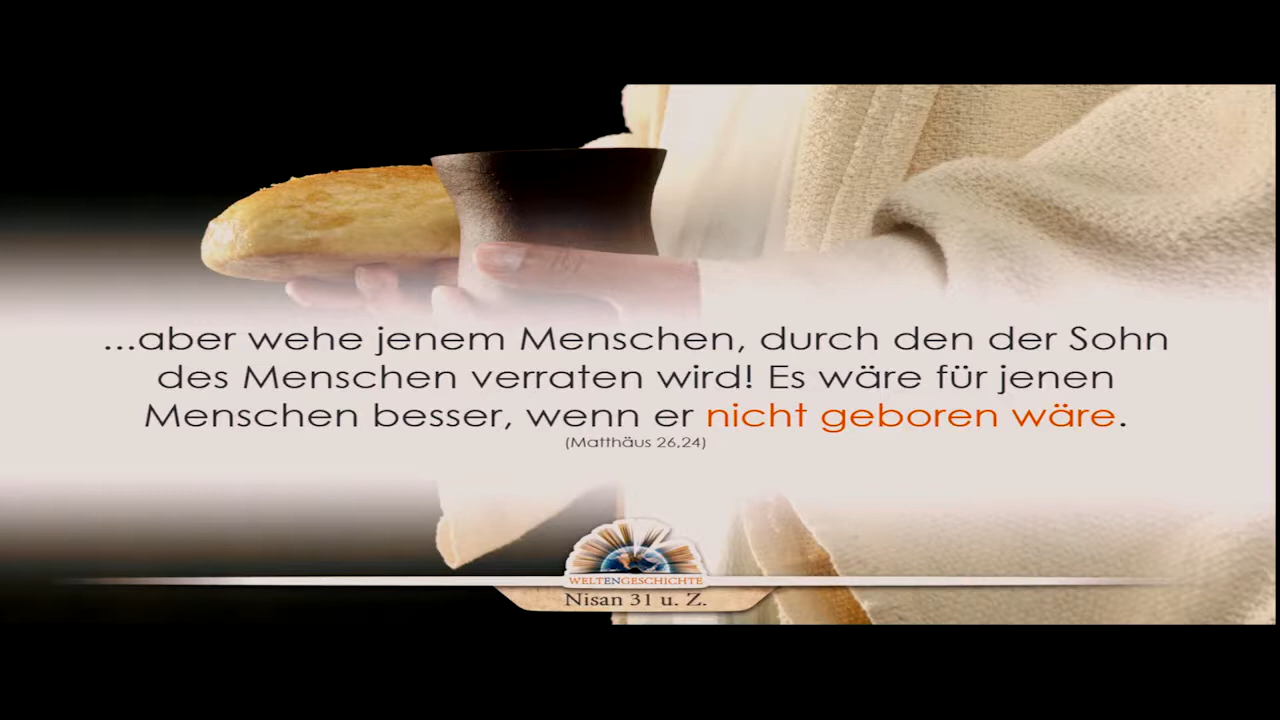 ...aber wehe jenem Menschen, durch den der Sohn
des Menschen verraten wird! Es wäre für jenen
Menschen besser, wenn er nicht geboren wäre.
(Matthäus 26,24)
WELTENGESCHICHTE
Nisan 31 u. Z.